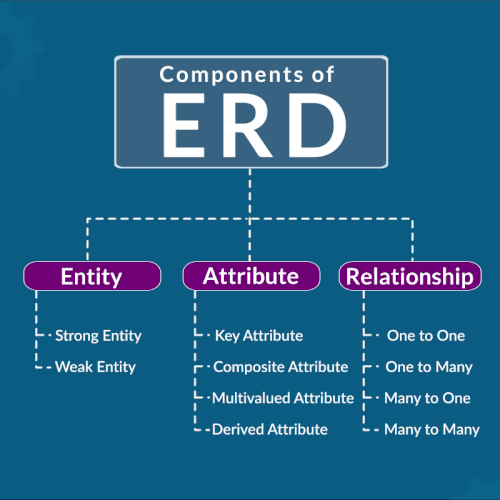 Components of
ERD
Entity
Strong Entity
Weak Entity
Attribute
Key Attribute
Composite Attribute
Multivalued Attribute
Derived Attribute
Relationship
One to One
One to Many
Many to One
Many to Many